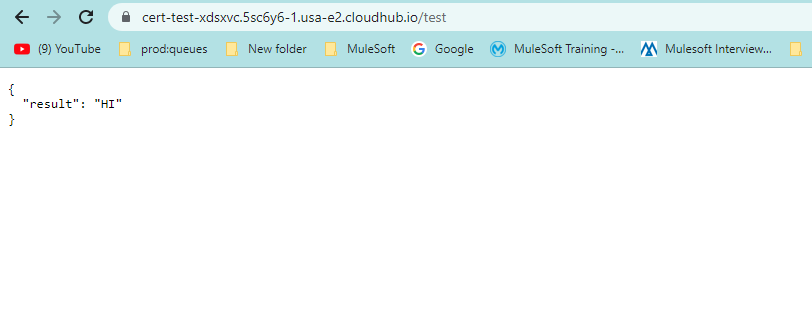 cert-test-xdsxvc.5sc6y6-1.usa-e2.cloudhub.io/test
(9) YouTube prod:queues New folder MuleSoft Google MuleSoft Training -... Mulesoft Interview...
{
  "result": "HI"
}